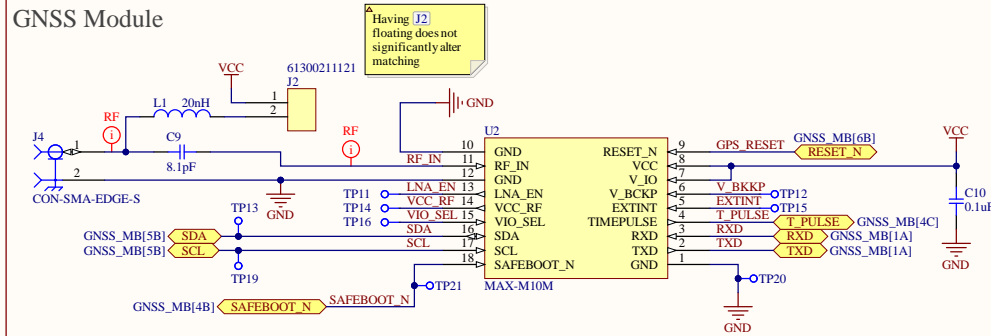 GNSS Module
Having J2
floating does not
significantly alter
matching
VCC
61300211121
J2
1
2
L1 20nH
GND
RF
i
RF
i
J4
1
C9
8.1pF
2
CON-SMA-EDGE-S
GND
U2
10 GND
RF_IN 11 RF_IN
12 GND
TP11 LNA_EN 13 LNA_EN
TP14 VCC_RF 14 VCC_RF
TP16 VIO_SEL 15 VIO_SEL
TP13
GNSS_MB[5B] SDA SDA 16 SDA
GNSS_MB[5B] SCL SCL 17 SCL
TP19
18 SAFEBOOT_N
TP21
GNSS_MB[4B] SAFEBOOT_N SAFEBOOT_N
MAX-M10M
RESET_N 9 GPS_RESET RESET_N
GNSS_MB[6B]
VCC 8
V_IO 7
V_BCKP 6 V_BKKP TP12
EXTINT 5 EXTINT TP15
TIMEPULSE 4 T_PULSE T_PULSE GNSS_MB[4C]
RXD 3 RXD RXD GNSS_MB[1A]
TXD 2 TXD TXD GNSS_MB[1A]
GND 1
TP20
GND
VCC
C10
0.1uF
GND